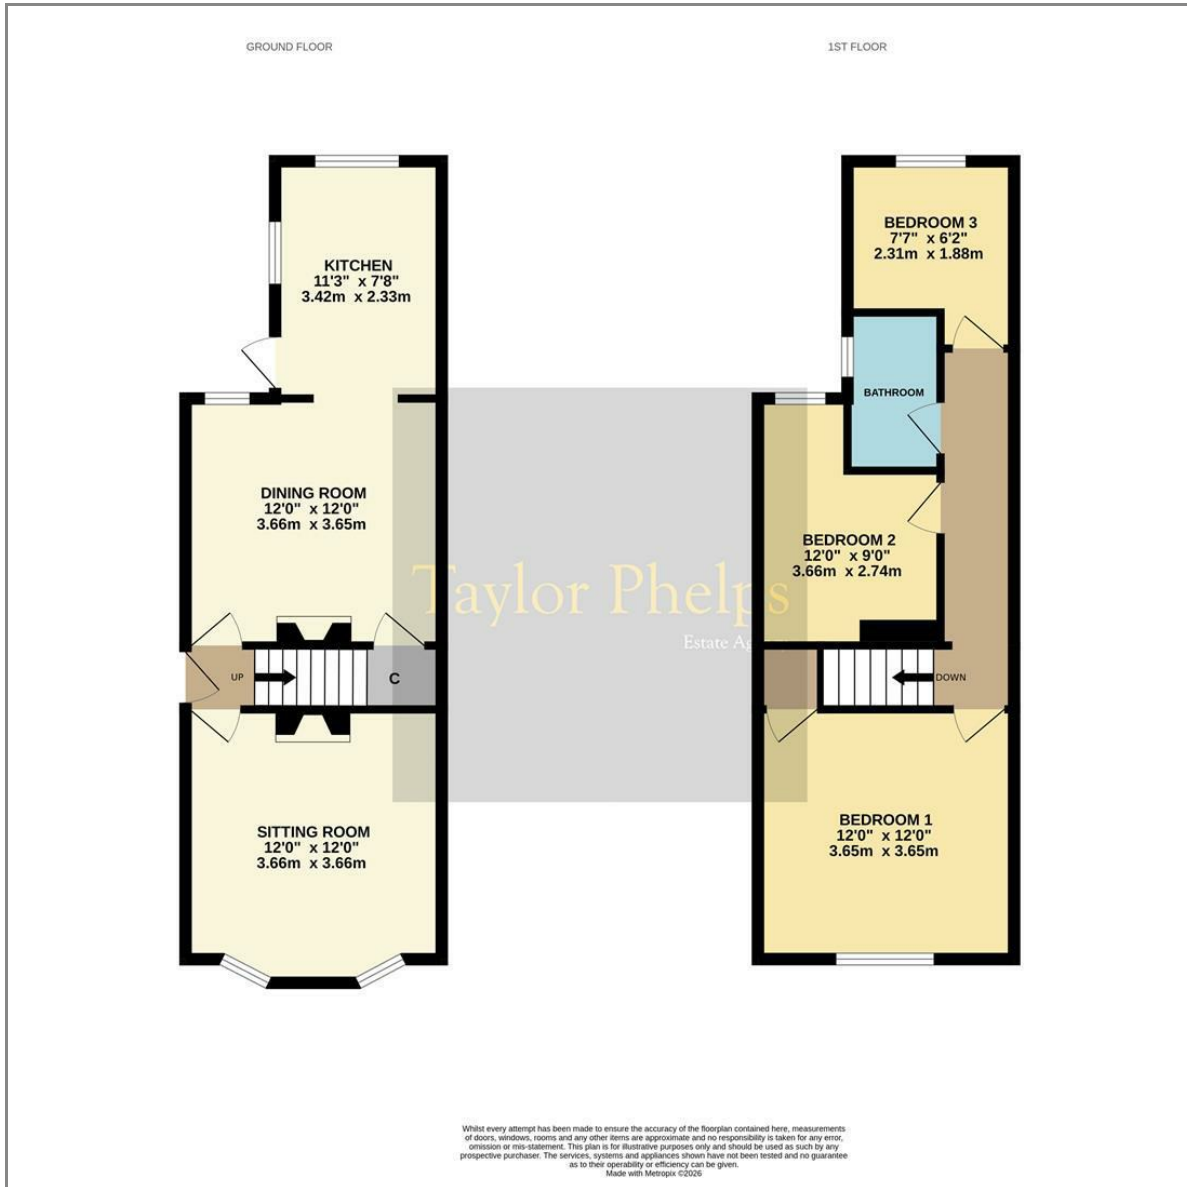 GROUND FLOOR
1ST FLOOR
KITCHEN
11'3" x 7'8"
3.42m x 2.33m
DINING ROOM
12'0" x 12'0"
3.66m x 3.65m
UP
C
SITTING ROOM
12'0" x 12'0"
3.66m x 3.66m
BEDROOM 3
7'7" x 6'2"
2.31m x 1.88m
BATHROOM
BEDROOM 2
12'0" x 9'0"
3.66m x 2.74m
DOWN
BEDROOM 1
12'0" x 12'0"
3.65m x 3.65m
Taylor Phelps
Estate
Whilst every attempt has been made to ensure the accuracy of the floorplan contained here, measurements
of doors, windows, rooms and any other items are approximate and no responsibility is taken for any error,
omission or mis-statement. This plan is for illustrative purposes only and should be used as such by any
prospective purchaser. The services, systems and appliances shown have not been tested and no guarantee
as to their operability or efficiency can be given.
Made with Metropix ©2026